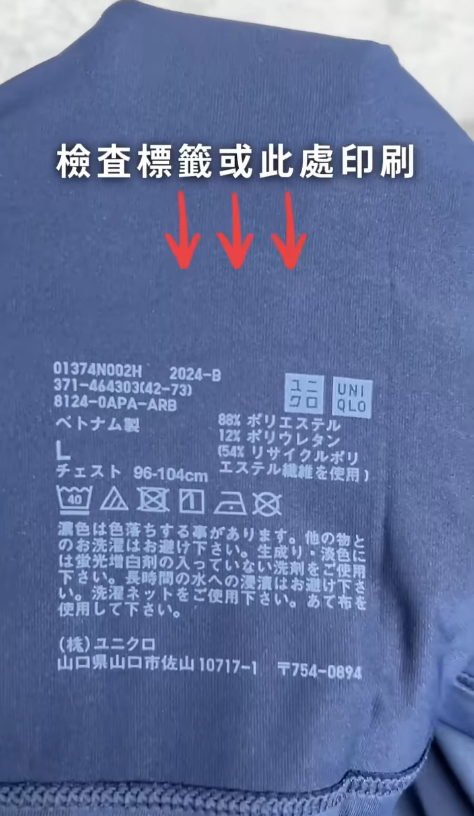 檢查標籤或此處印刷
01374N002H 2024-B
371-464303(42-73)
8124-0APA-ARB
ユニクロ
UNIQLO
ベトナム製
88% ポリエステル
12% ポリウレタン
(54% リサイクルポリ
エステル繊維を使用)
L
チェスト 96-104cm
40
濃色は色落ちする事があります。他の物と
のお洗濯はお避け下さい。生成り・淡色に
は蛍光増白剤の入っていない洗剤をご使用
下さい。長時間の水への浸漬はお避け下さ
い。洗濯ネットをご使用下さい。あて布を
使用して下さい。
(株)ユニクロ
山口県山口市佐山10717-1 〒754-0894